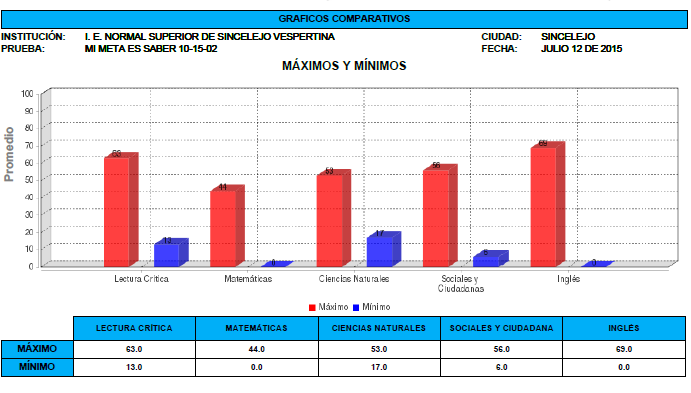 GRAFICOS COMPARATIVOS
INSTITUCIÓN: I. E. NORMAL SUPERIOR DE SINCELEJO VESPERTINA CIUDAD: SINCELEJO
PRUEBA: MI META ES SABER 10-15-02 FECHA: JULIO 12 DE 2015
MÁXIMOS Y MÍNIMOS
Promedio
100
90
80
70
60
50
40
30
20
10
0
63 13 44 0 53 17 56 6 69 0
Lectura Crítica Matemáticas Ciencias Naturales Sociales y Ciudadanas Inglés
Máximo Mínimo
LECTURA CRÍTICA MATEMÁTICAS CIENCIAS NATURALES SOCIALES Y CIUDADANA INGLÉS
MÁXIMO 63.0 44.0 53.0 56.0 69.0
MÍNIMO 13.0 0.0 17.0 6.0 0.0